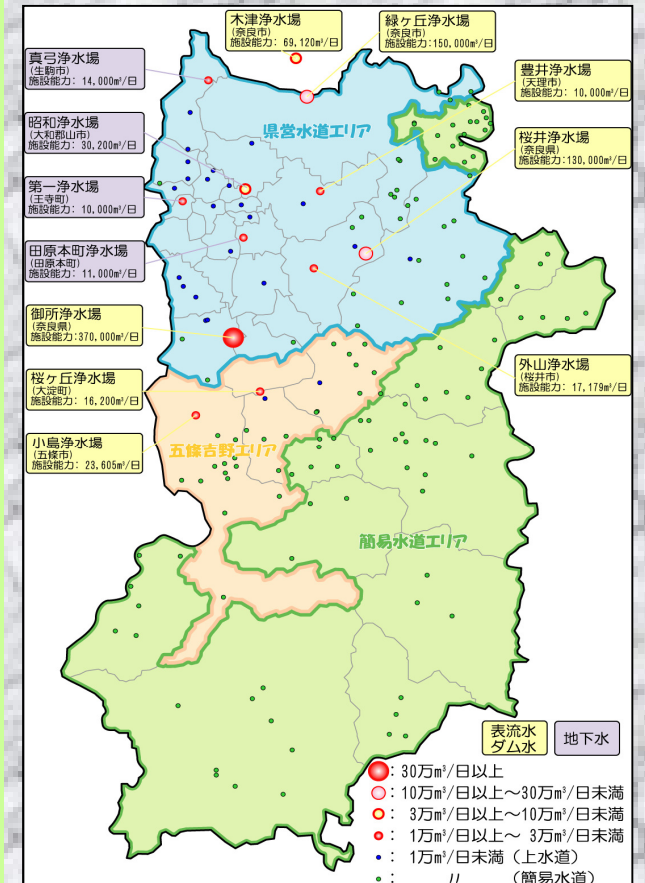 木津浄水場
(奈良市)
施設能力: 69,120m³/日
緑ヶ丘浄水場
(奈良市)
施設能力:150,000m³/日
真弓浄水場
(生駒市)
施設能力: 14,000m³/日
豊井浄水場
(天理市)
施設能力: 10,000m³/日
昭和浄水場
(大和郡山市)
施設能力: 30,200m³/日
県営水道エリア
桜井浄水場
(奈良県)
施設能力:130,000m³/日
第一浄水場
(王寺町)
施設能力: 10,000m³/日
田原本町浄水場
(田原本町)
施設能力: 11,000m³/日
御所浄水場
(奈良県)
施設能力:370,000m³/日
外山浄水場
(桜井市)
施設能力: 17,179m³/日
桜ヶ丘浄水場
(大淀町)
施設能力: 16,200m³/日
小島浄水場
(五條市)
施設能力: 23,605m³/日
五條吉野エリア
簡易水道エリア
表流水
ダム水
地下水
: 30万m³/日以上
: 10万m³/日以上～30万m³/日未満
: 3万m³/日以上～10万m³/日未満
: 1万m³/日以上～ 3万m³/日未満
: 1万m³/日未満 (上水道)
: 〃 (簡易水道)